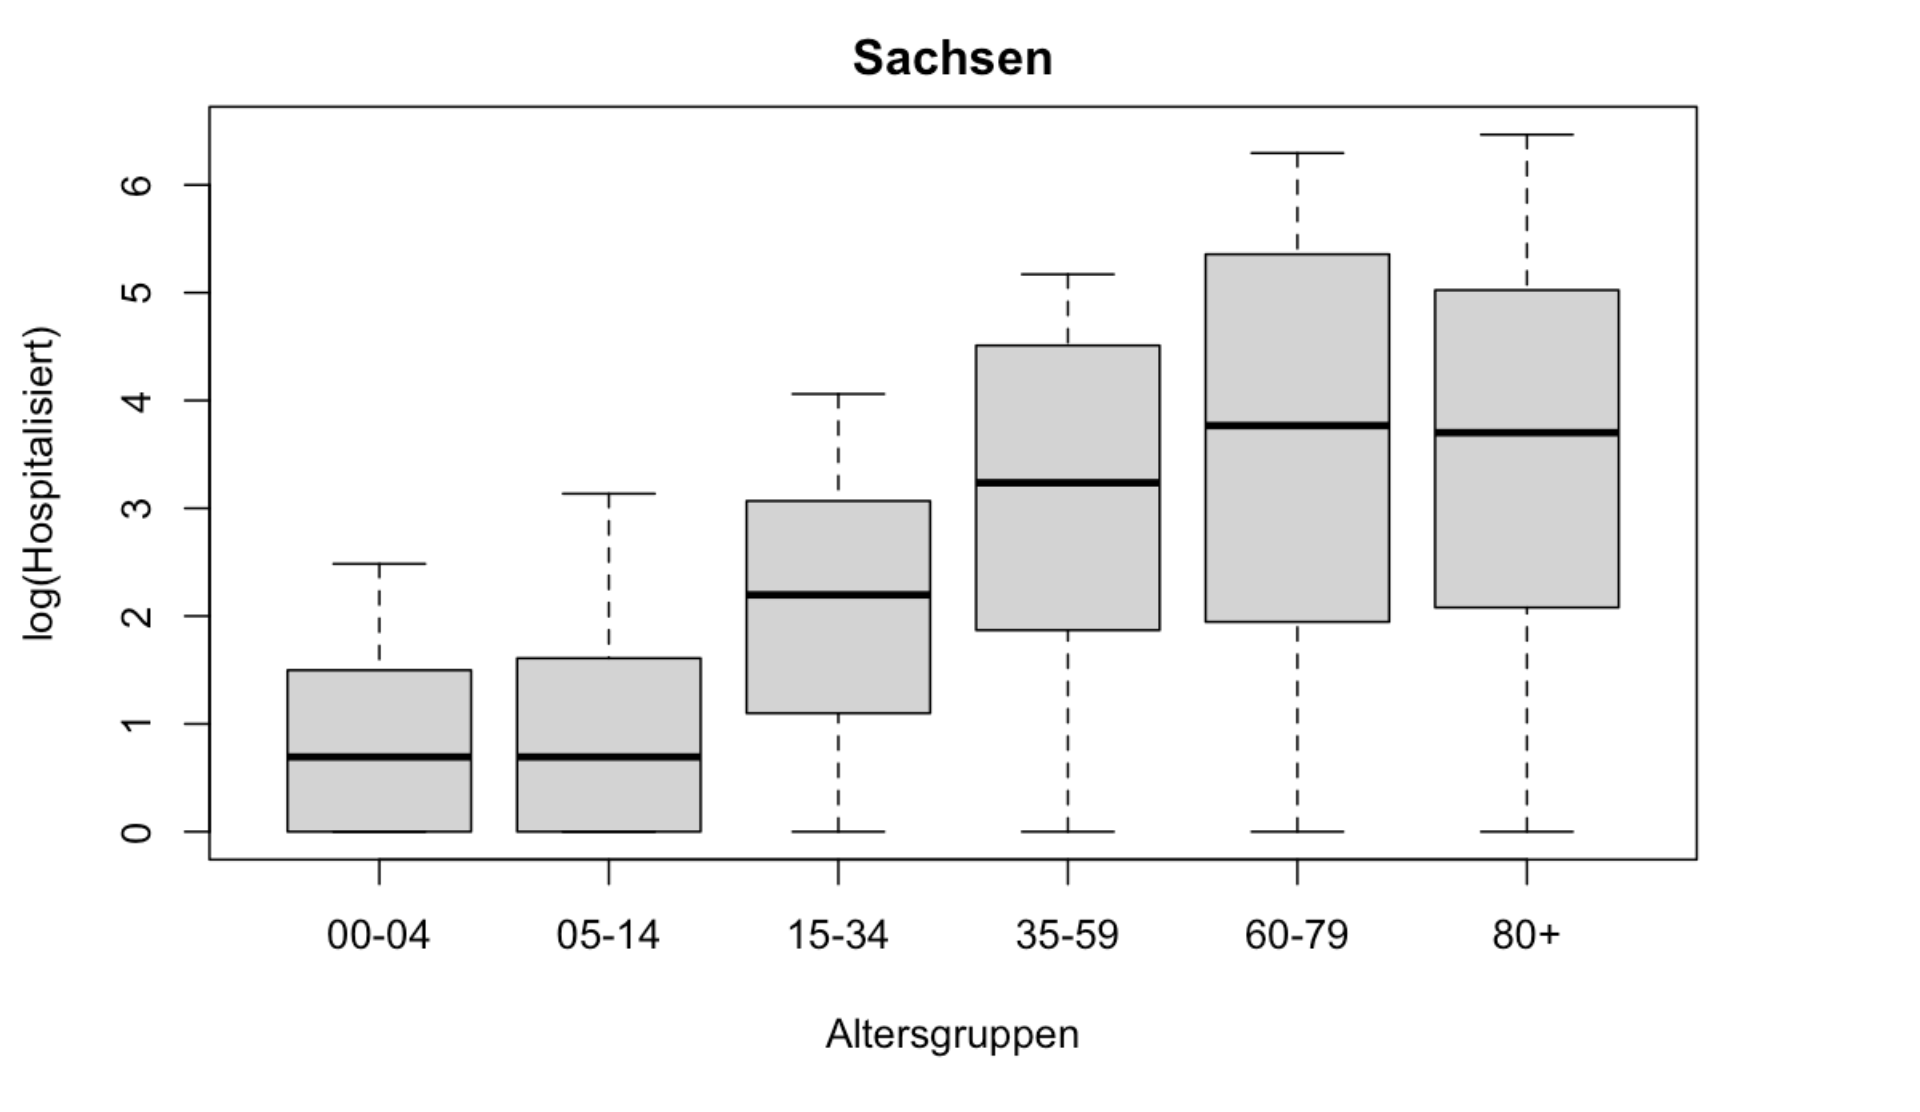 Sachsen
log(Hospitalisiert)
6
5
4
3
2
1
0
00-04 05-14 15-34 35-59 60-79 80+
Altersgruppen